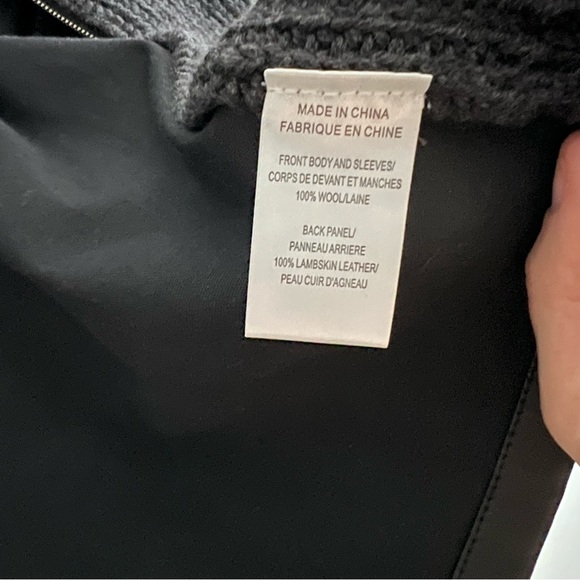 MADE IN CHINA
FABRIQUE EN CHINE
FRONT BODY AND SLEEVES/
CORPS DE DEVANT ET MANCHES
100% WOOL/LAINE
BACK PANEL/
PANNEAU ARRIERE
100% LAMBSKIN LEATHER/
PEAU CUIR D'AGNEAU